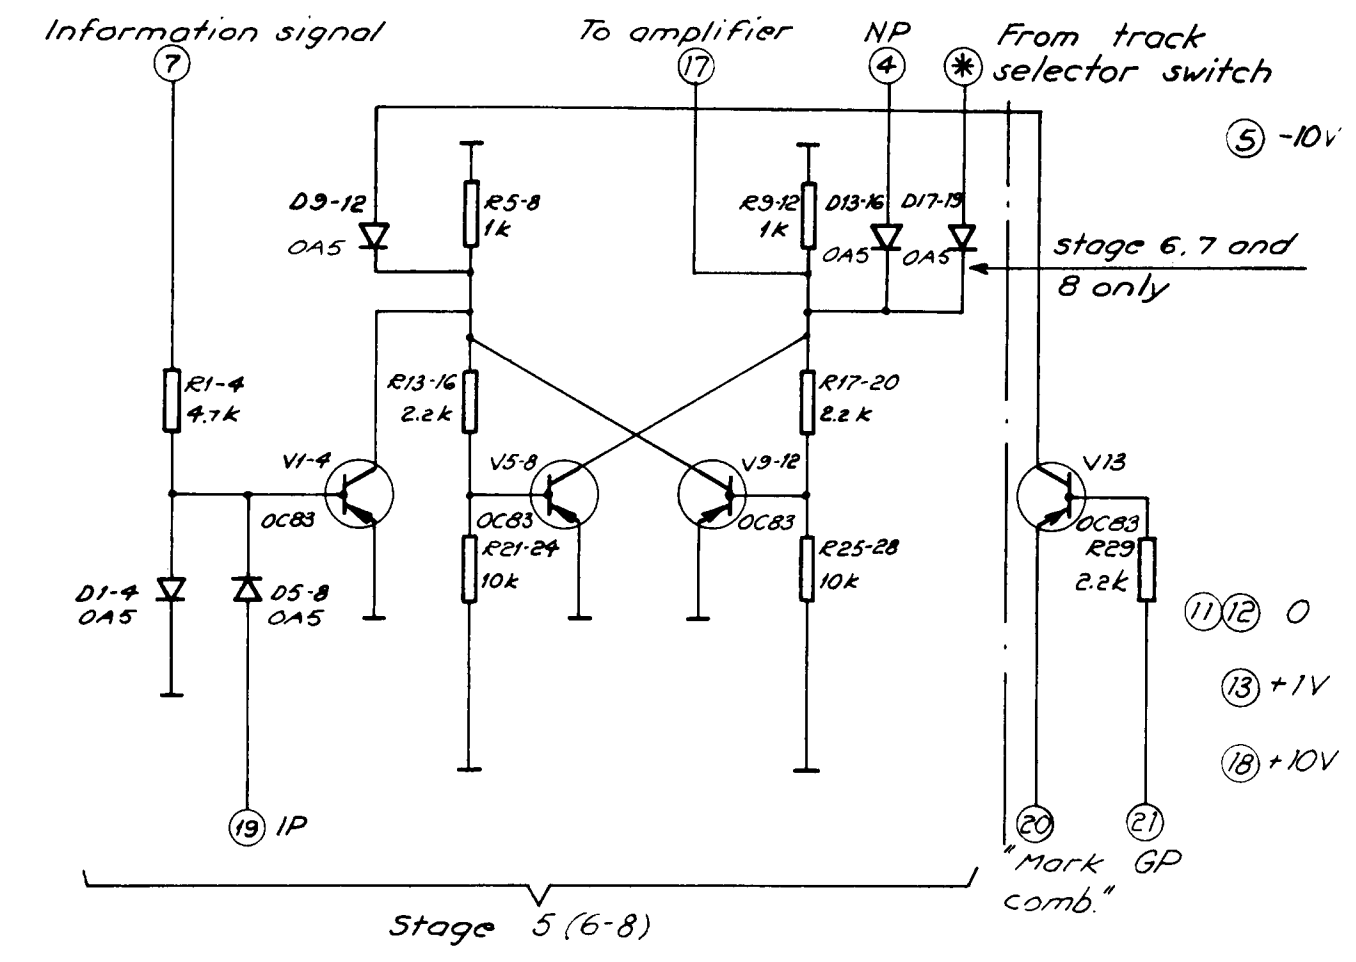 Information signal
To amplifier
NP
From track
selector switch
7
17
4
*
5 -10V
D9-12
OA5
R5-8
1k
R9-12
1k
D13-16
OA5
D17-19
OA5
stage 6, 7 and
8 only
R1-4
4.7k
R13-16
2.2k
R17-20
2.2k
V1-4
OC83
V5-8
OC83
V9-12
OC83
V13
OC83
R21-24
10k
R25-28
10k
R29
2.2k
D1-4
OA5
D5-8
OA5
11 12 0
13 +1V
18 +10V
19 IP
20
21
"Mark
comb."
GP
Stage 5 (6-8)